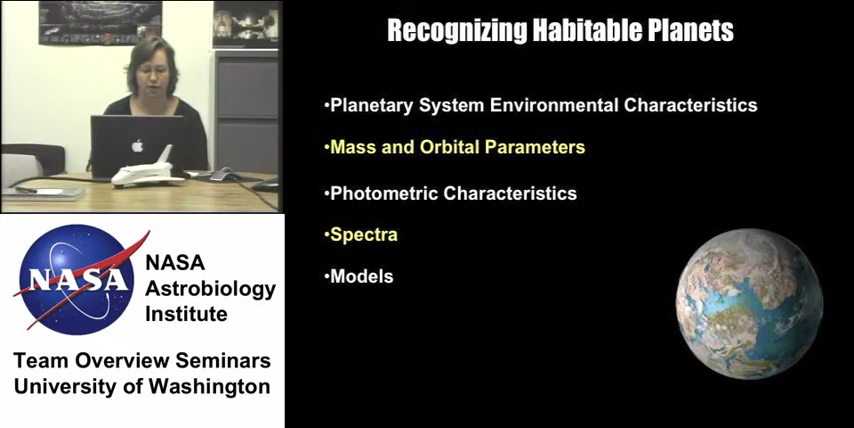 Recognizing Habitable Planets
•Planetary System Environmental Characteristics
•Mass and Orbital Parameters
•Photometric Characteristics
•Spectra
•Models
NASA
NASA
Astrobiology
Institute
Team Overview Seminars
University of Washington